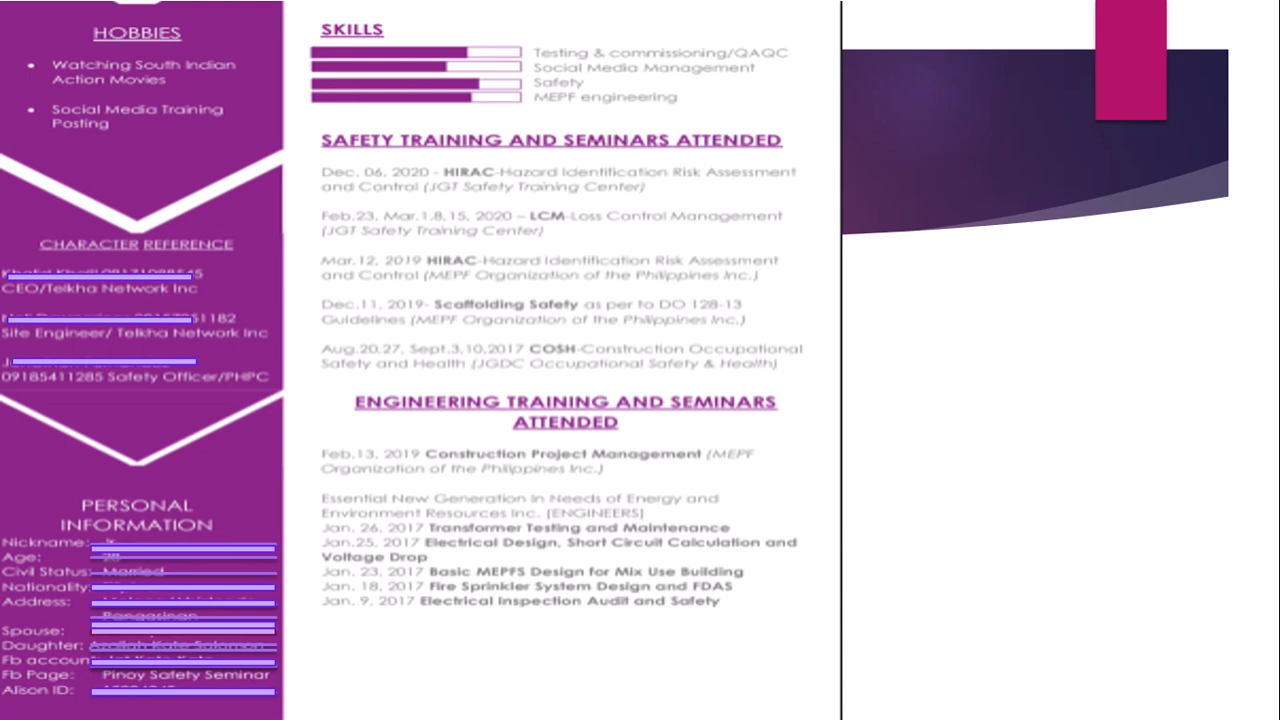 HOBBIES
• Watching South Indian
Action Movies
• Social Media Training
Posting
CHARACTER REFERENCE
CEO/Telkha Network Inc
Site Engineer/ Telkha Network Inc
09185411285 Safety Officer/PHPC
PERSONAL
INFORMATION
Nickname:
Age:
Civil Status:
Nationality
Address:
Spouse:
Daughter:
Fb accoun
Fb Page: Pinoy Safety Seminar
Alison ID:
SKILLS
Testing & commissioning/QAQC
Social Media Management
Safety
MEPF engineering
SAFETY TRAINING AND SEMINARS ATTENDED
Dec. 06, 2020 - HIRAC-Hazard Identification Risk Assessment
and Control (JGT Safety Training Center)
Feb.23, Mar.1,8,15, 2020 – LCM-Loss Control Management
(JGT Safety Training Center)
Mar.12, 2019 HIRAC-Hazard Identification Risk Assessment
and Control (MEPF Organization of the Philippines Inc.)
Dec.11, 2019- Scaffolding Safety as per to DO 128-13
Guidelines (MEPF Organization of the Philippines Inc.)
Aug.20,27, Sept.3,10,2017 COSH-Construction Occupational
Safety and Health (JGDC Occupational Safety & Health)
ENGINEERING TRAINING AND SEMINARS
ATTENDED
Feb.13, 2019 Construction Project Management (MEPF
Organization of the Philippines Inc.)
Essential New Generation In Needs of Energy and
Environment Resources Inc. [ENGINEERS]
Jan. 26, 2017 Transformer Testing and Maintenance
Jan.25, 2017 Electrical Design, Short Circuit Calculation and
Voltage Drop
Jan. 23, 2017 Basic MEPFS Design for Mix Use Building
Jan. 18, 2017 Fire Sprinkler System Design and FDAS
Jan. 9, 2017 Electrical Inspection Audit and Safety